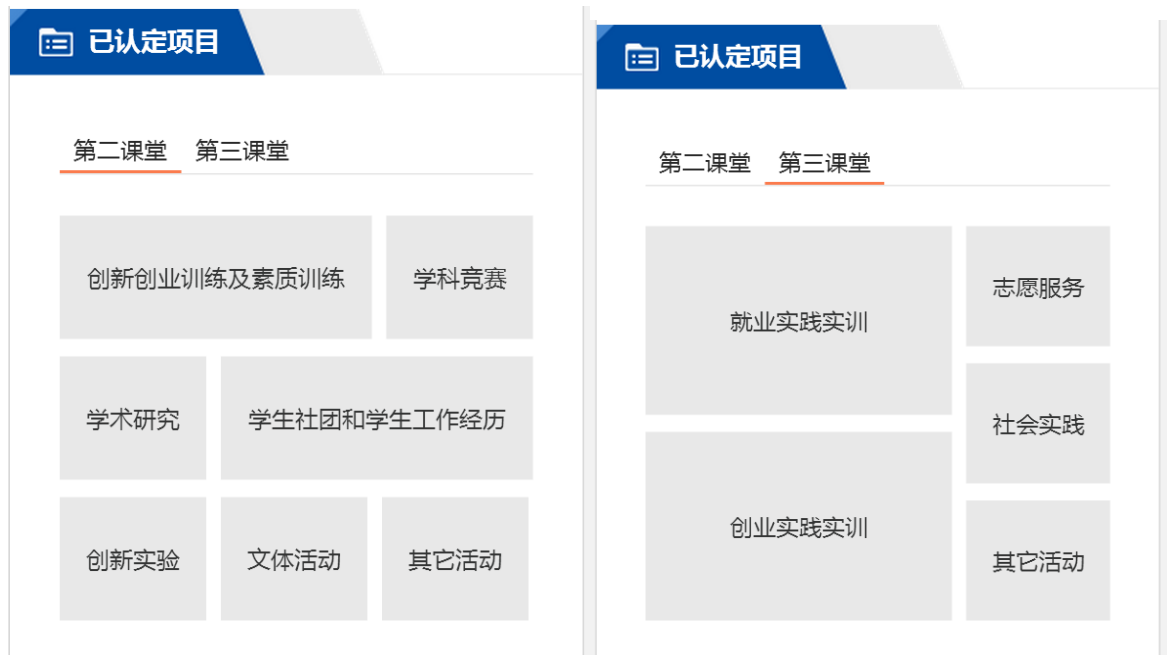 已认定项目
第二课堂 第三课堂
创新创业训练及素质训练 学科竞赛
学术研究 学生社团和学生工作经历
创新实验 文体活动 其它活动
已认定项目
第二课堂 第三课堂
就业实践实训
志愿服务
社会实践
创业实践实训
其它活动